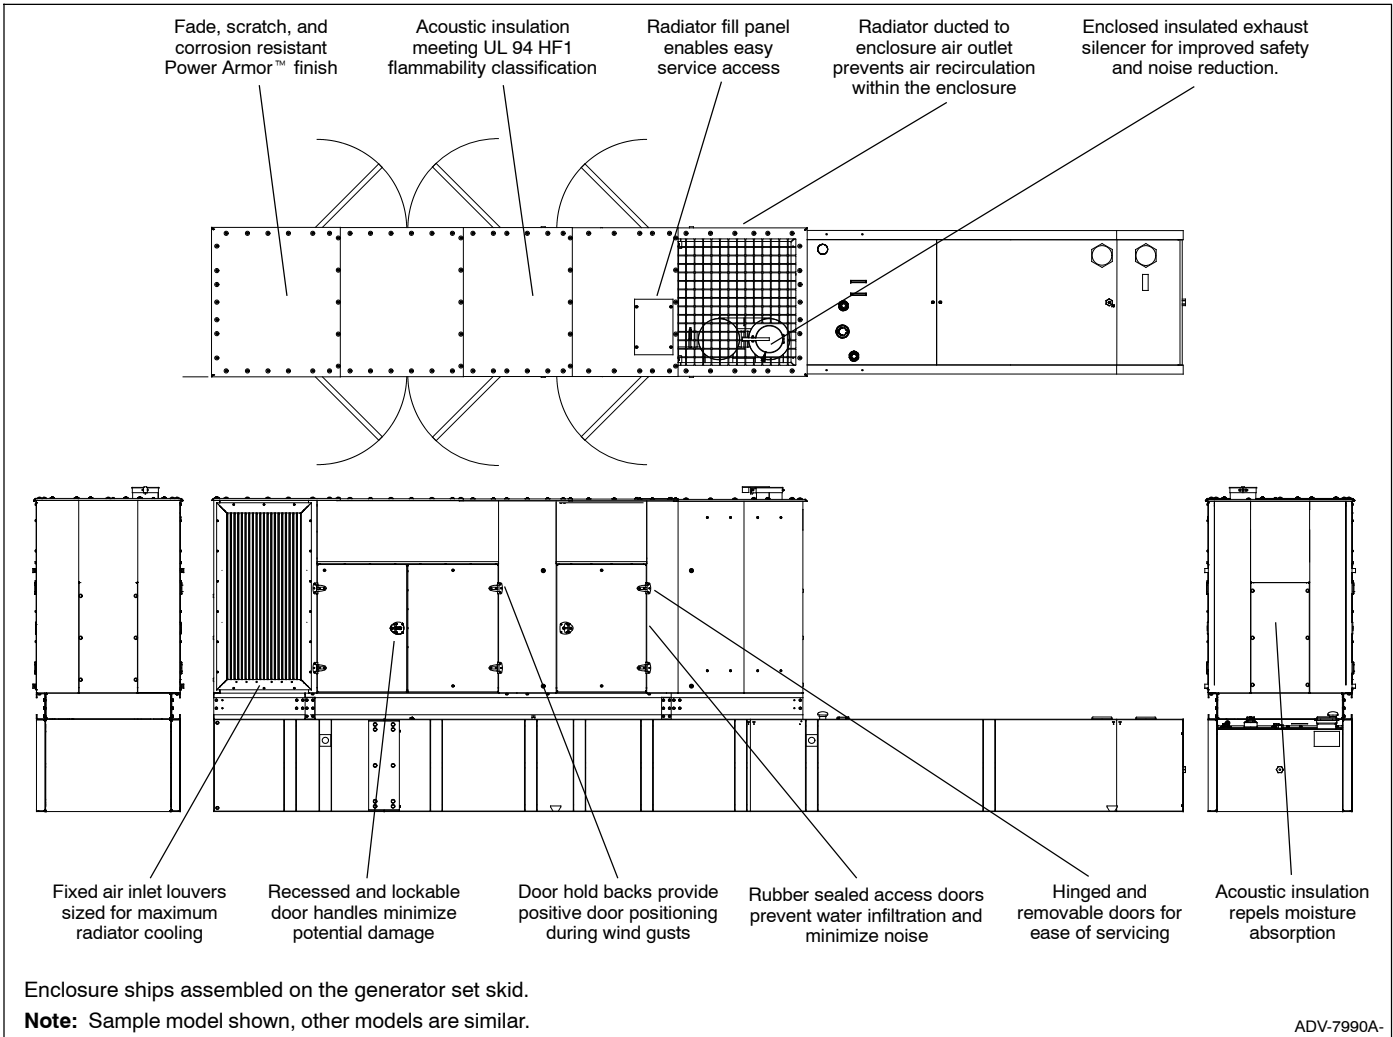 Fade, scratch, and
corrosion resistant
Power Armor™ finish
Acoustic insulation
meeting UL 94 HF1
flammability classification
Radiator fill panel
enables easy
service access
Radiator ducted to
enclosure air outlet
prevents air recirculation
within the enclosure
Enclosed insulated exhaust
silencer for improved safety
and noise reduction.
Fixed air inlet louvers
sized for maximum
radiator cooling
Recessed and lockable
door handles minimize
potential damage
Door hold backs provide
positive door positioning
during wind gusts
Rubber sealed access doors
prevent water infiltration and
minimize noise
Hinged and
removable doors for
ease of servicing
Acoustic insulation
repels moisture
absorption
Enclosure ships assembled on the generator set skid.
Note: Sample model shown, other models are similar.
ADV-7990A-